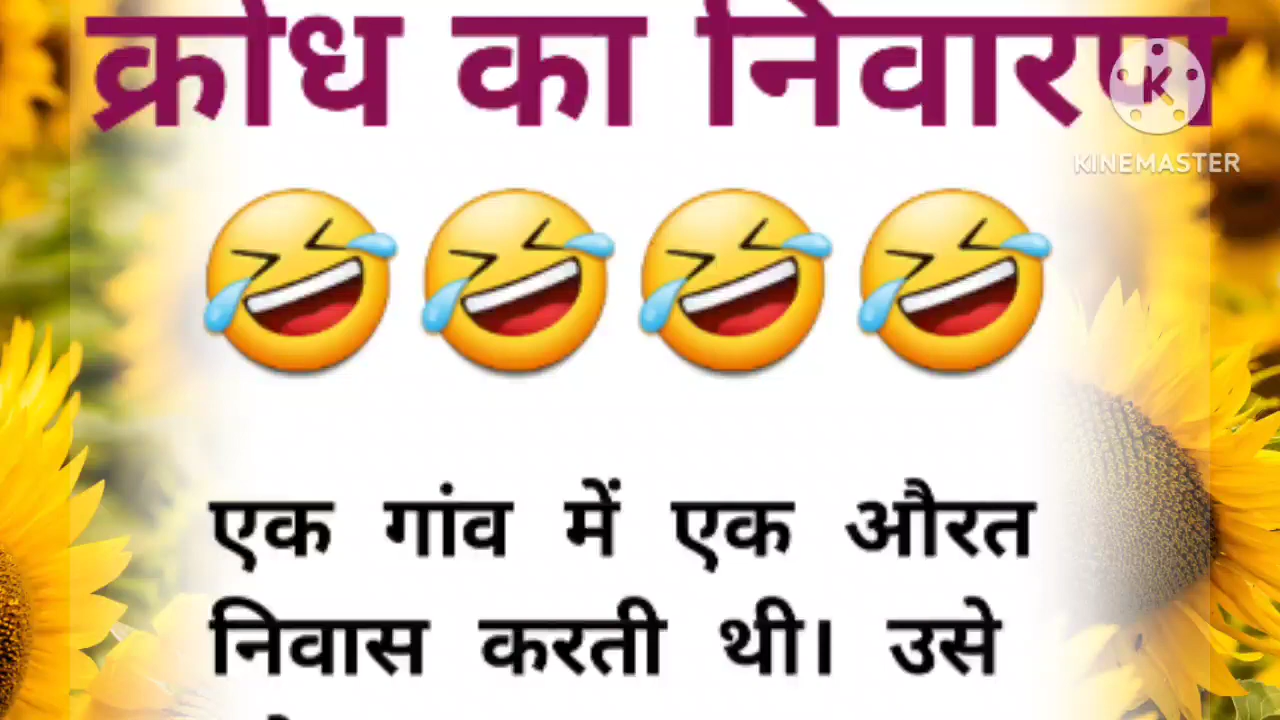 क्रोध का निवारण
KINEMASTER
एक गांव में एक औरत
निवास करती थी। उसे